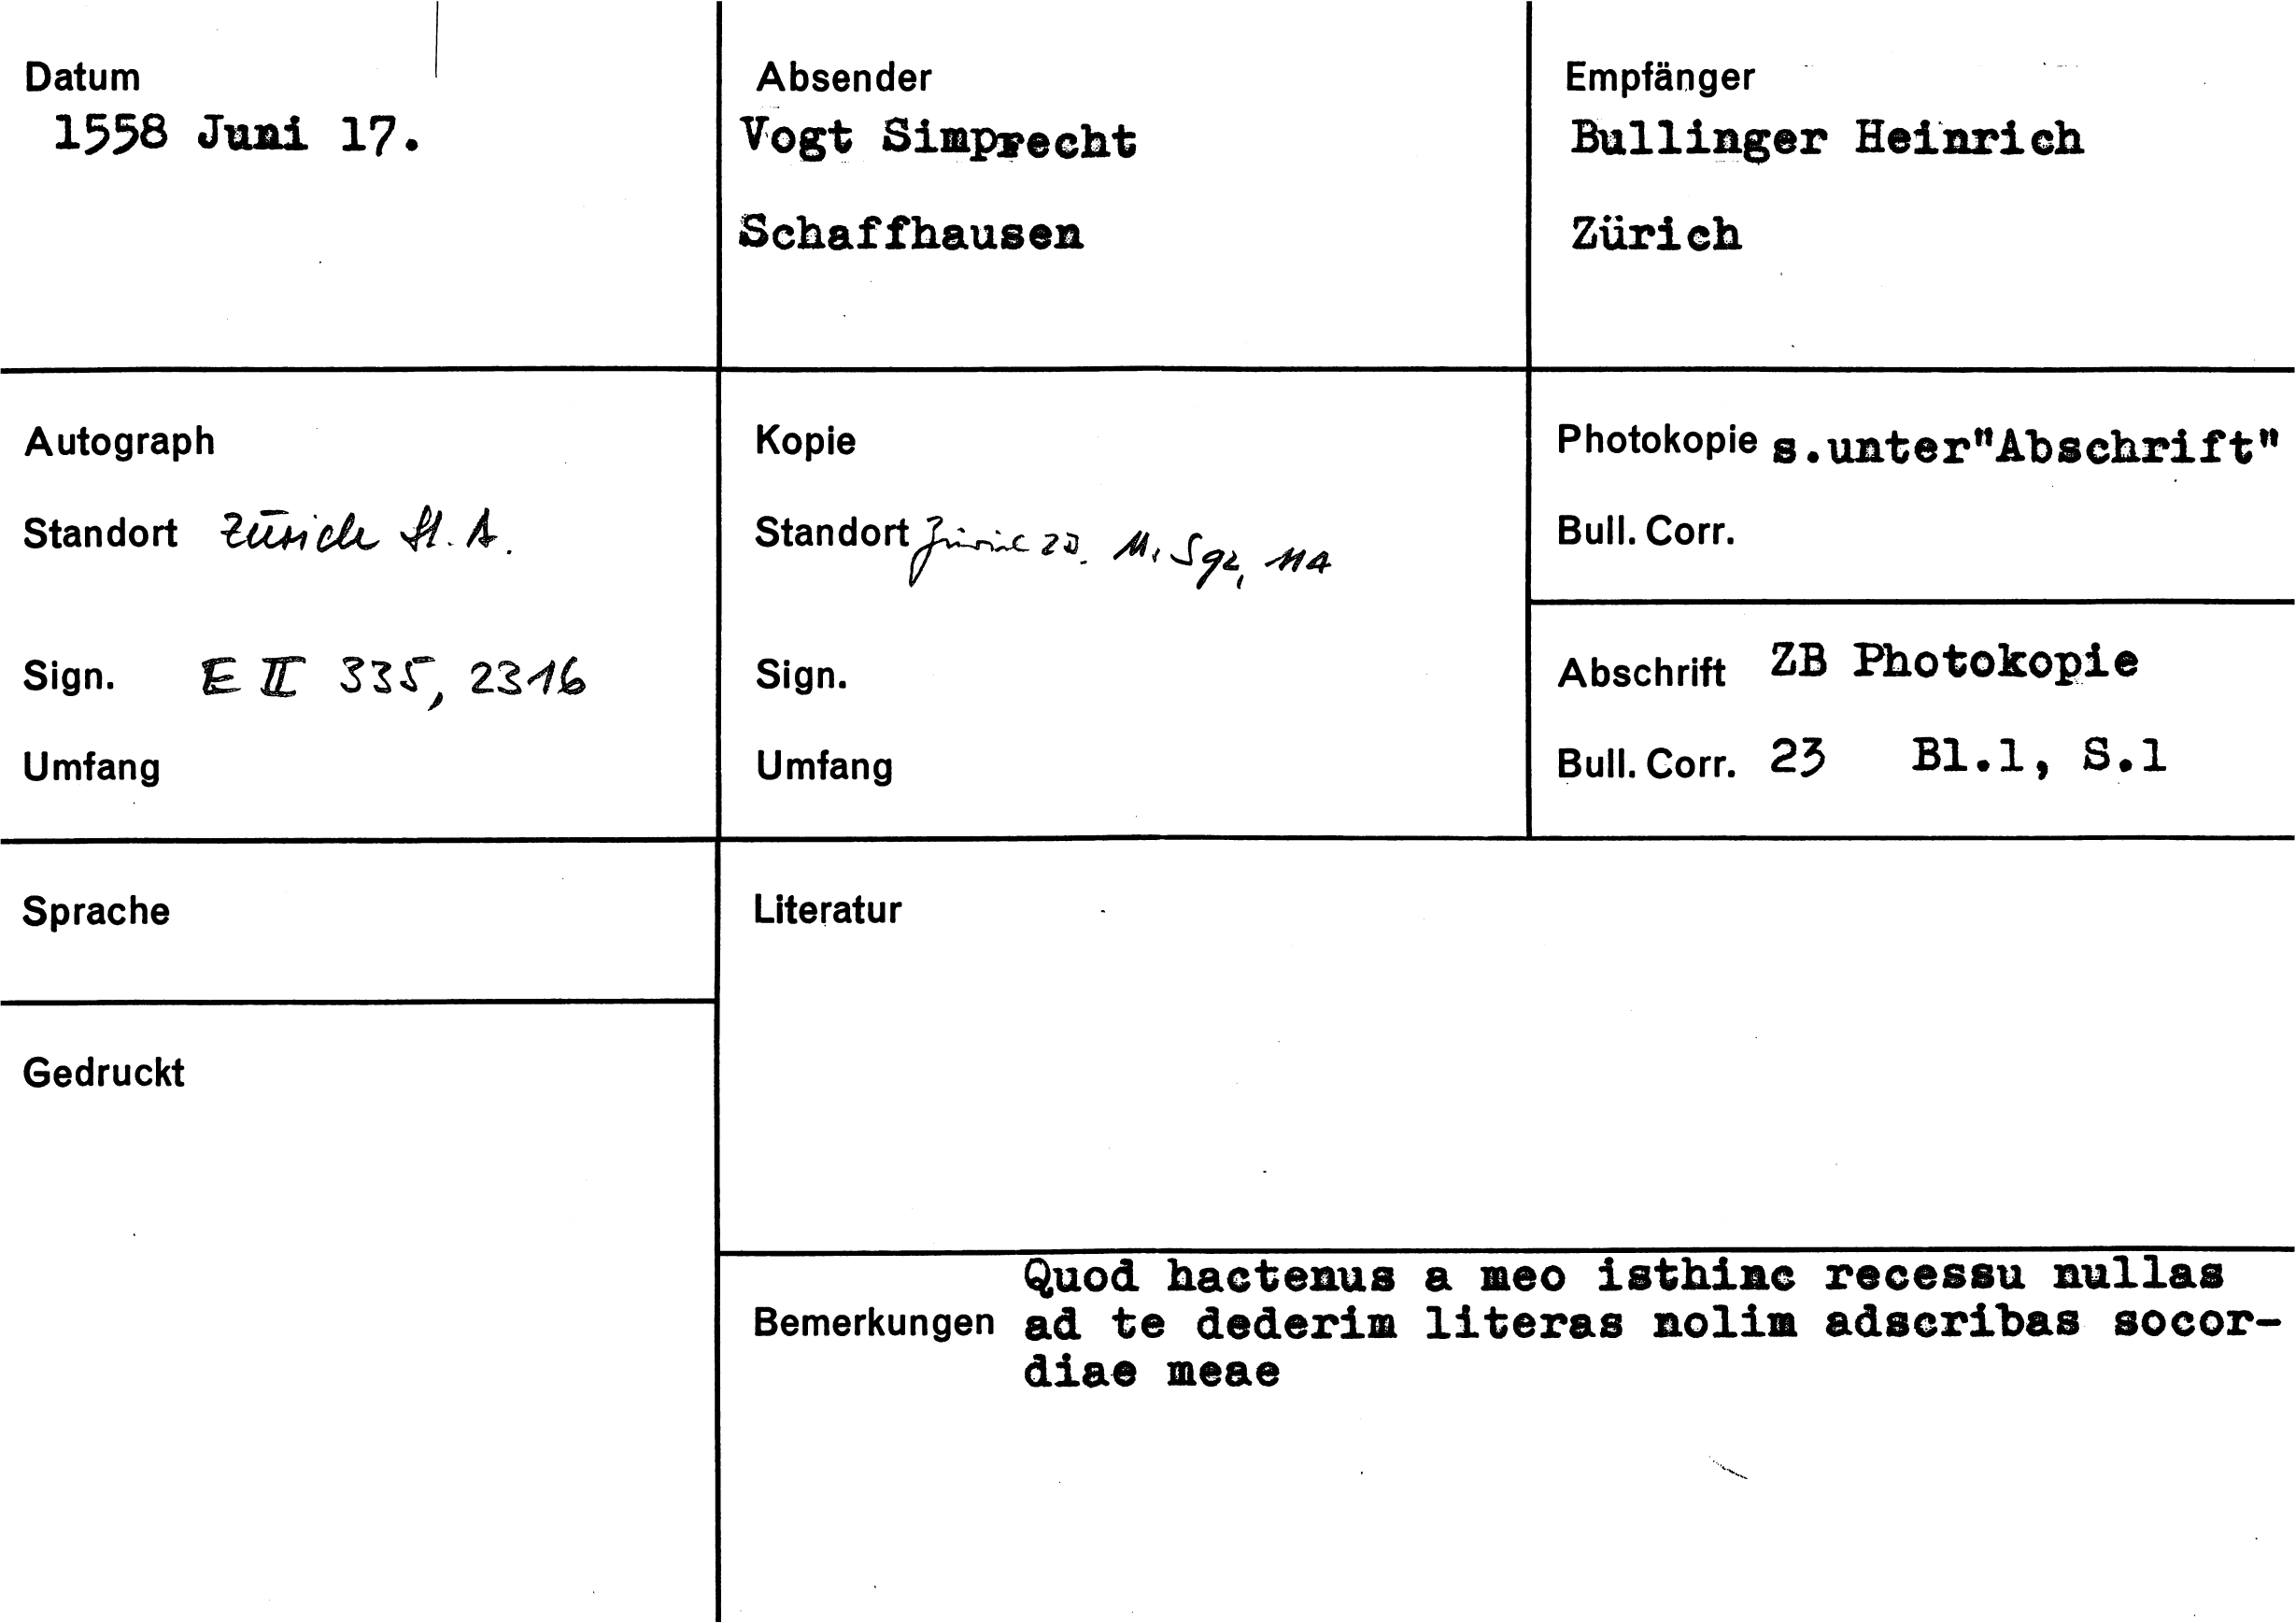 Datum
1558 Juni 17.
Absender
Vogt Simprecht
Schaffhausen
Empfänger
Bullinger Heinrich
Zürich
Autograph
Standort Zürich St. A.
Sign. E II 335, 2316
Umfang
Kopie
Standort Zürich ZB. Ms S 92, 114
Sign.
Umfang
Photokopie s.unter"Abschrift"
Bull. Corr.
Abschrift ZB Photokopie
Bull. Corr. 23 Bl.1, S.1
Sprache
Literatur
Gedruckt
Bemerkungen
Quod hactenus a meo isthinc recessu nullas
ad te dederim literas nolim adscribas socor-
diae meae